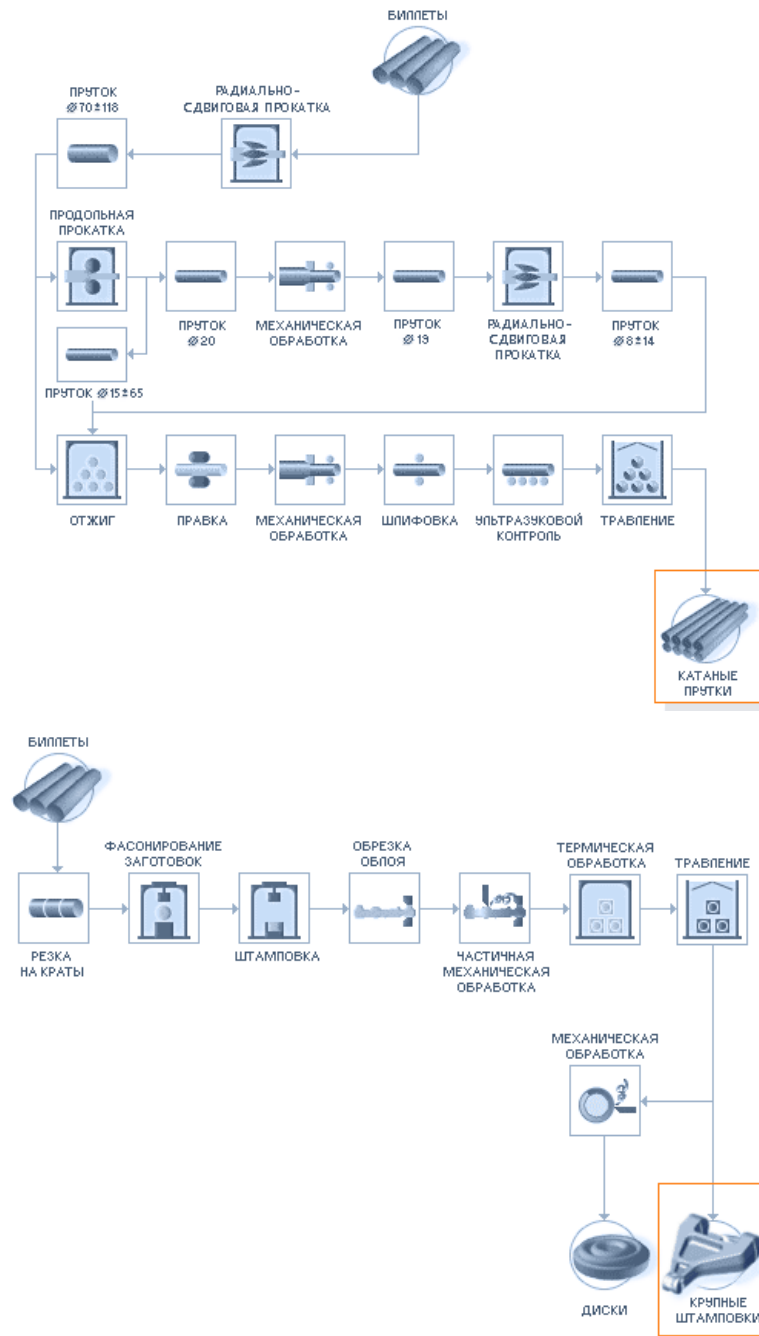 БИЛЛЕТЫ
ПРУТОК
Ø70±118
РАДИАЛЬНО-
СДВИГОВАЯ ПРОКАТКА
ПРОДОЛЬНАЯ
ПРОКАТКА
ПРУТОК
Ø20
МЕХАНИЧЕСКАЯ
ОБРАБОТКА
ПРУТОК
Ø19
РАДИАЛЬНО-
СДВИГОВАЯ
ПРОКАТКА
ПРУТОК
Ø8±14
ПРУТОК Ø15±65
ОТЖИГ
ПРАВКА
МЕХАНИЧЕСКАЯ
ОБРАБОТКА
ШЛИФОВКА
УЛЬТРАЗУКОВОЙ
КОНТРОЛЬ
ТРАВЛЕНИЕ
КАТАНЫЕ
ПРУТКИ
БИЛЛЕТЫ
РЕЗКА
НА КРАТЫ
ФАСОНИРОВАНИЕ
ЗАГОТОВОК
ШТАМПОВКА
ОБРЕЗКА
ОБЛОЯ
ЧАСТИЧНАЯ
МЕХАНИЧЕСКАЯ
ОБРАБОТКА
ТЕРМИЧЕСКАЯ
ОБРАБОТКА
ТРАВЛЕНИЕ
МЕХАНИЧЕСКАЯ
ОБРАБОТКА
ДИСКИ
КРУПНЫЕ
ШТАМПОВКИ